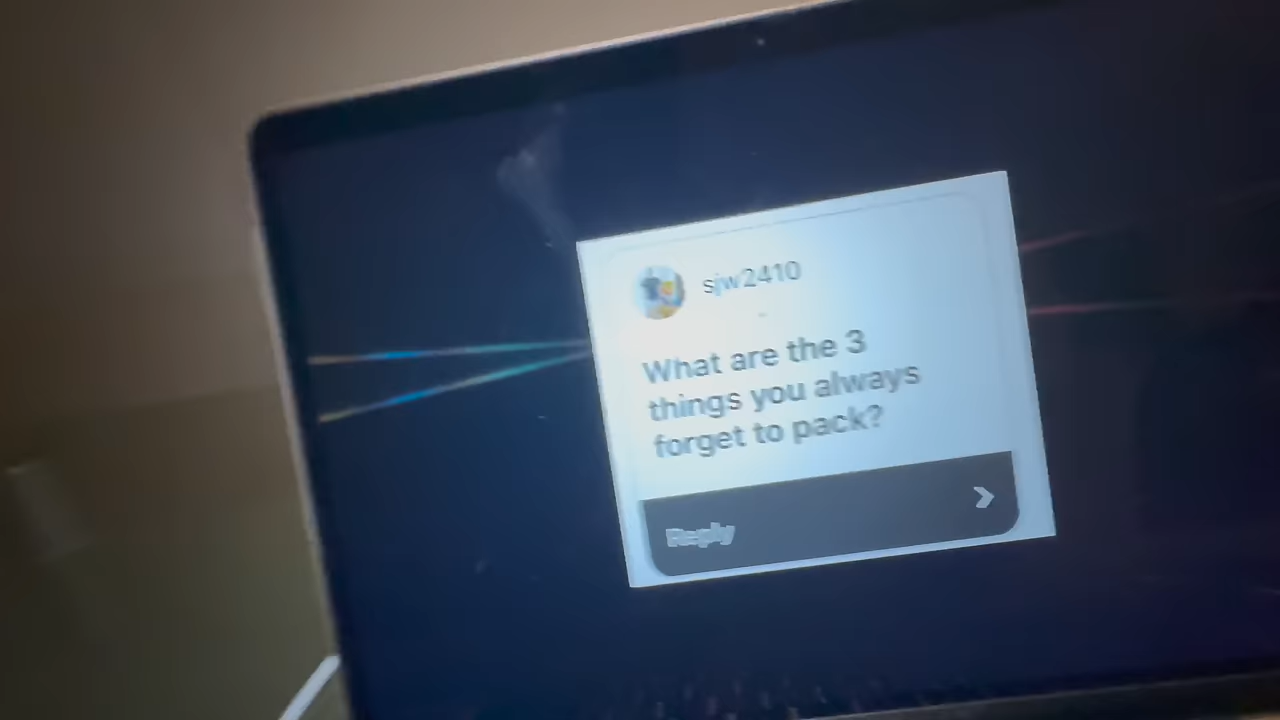 sjw2410
What are the 3
things you always
forget to pack?
Reply